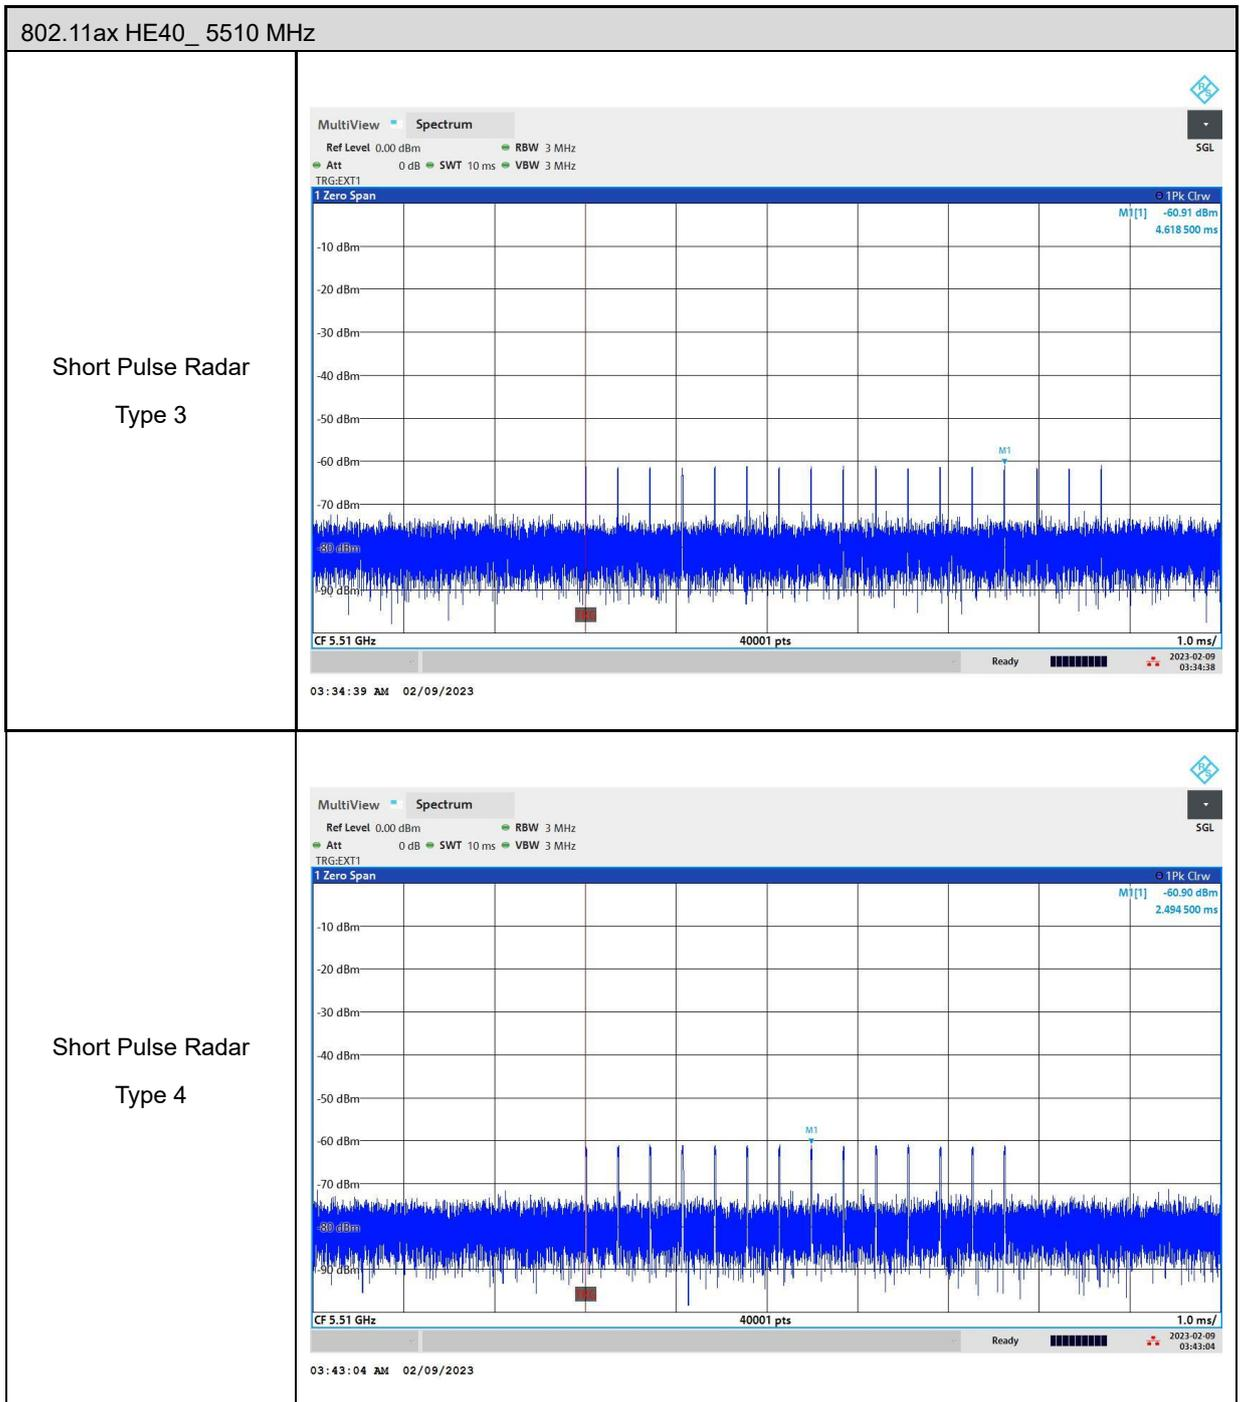 802.11ax HE40_ 5510 MHz
Short Pulse Radar
Type 3
R S
MultiView Spectrum
Ref Level 0.00 dBm RBW 3 MHz SGL
Att 0 dB SWT 10 ms VBW 3 MHz
TRG:EXT1
1 Zero Span 1Pk Clrw
M1[1] -60.91 dBm
4.618 500 ms
-10 dBm
-20 dBm
-30 dBm
-40 dBm
-50 dBm
M1
-60 dBm
-70 dBm
-80 dBm
-90 dBm
TRG
CF 5.51 GHz 40001 pts 1.0 ms/
Ready 2023-02-09
03:34:38
03:34:39 AM 02/09/2023
Short Pulse Radar
Type 4
R S
MultiView Spectrum
Ref Level 0.00 dBm RBW 3 MHz SGL
Att 0 dB SWT 10 ms VBW 3 MHz
TRG:EXT1
1 Zero Span 1Pk Clrw
M1[1] -60.90 dBm
2.494 500 ms
-10 dBm
-20 dBm
-30 dBm
-40 dBm
-50 dBm
M1
-60 dBm
-70 dBm
-80 dBm
-90 dBm
TRG
CF 5.51 GHz 40001 pts 1.0 ms/
Ready 2023-02-09
03:43:04
03:43:04 AM 02/09/2023